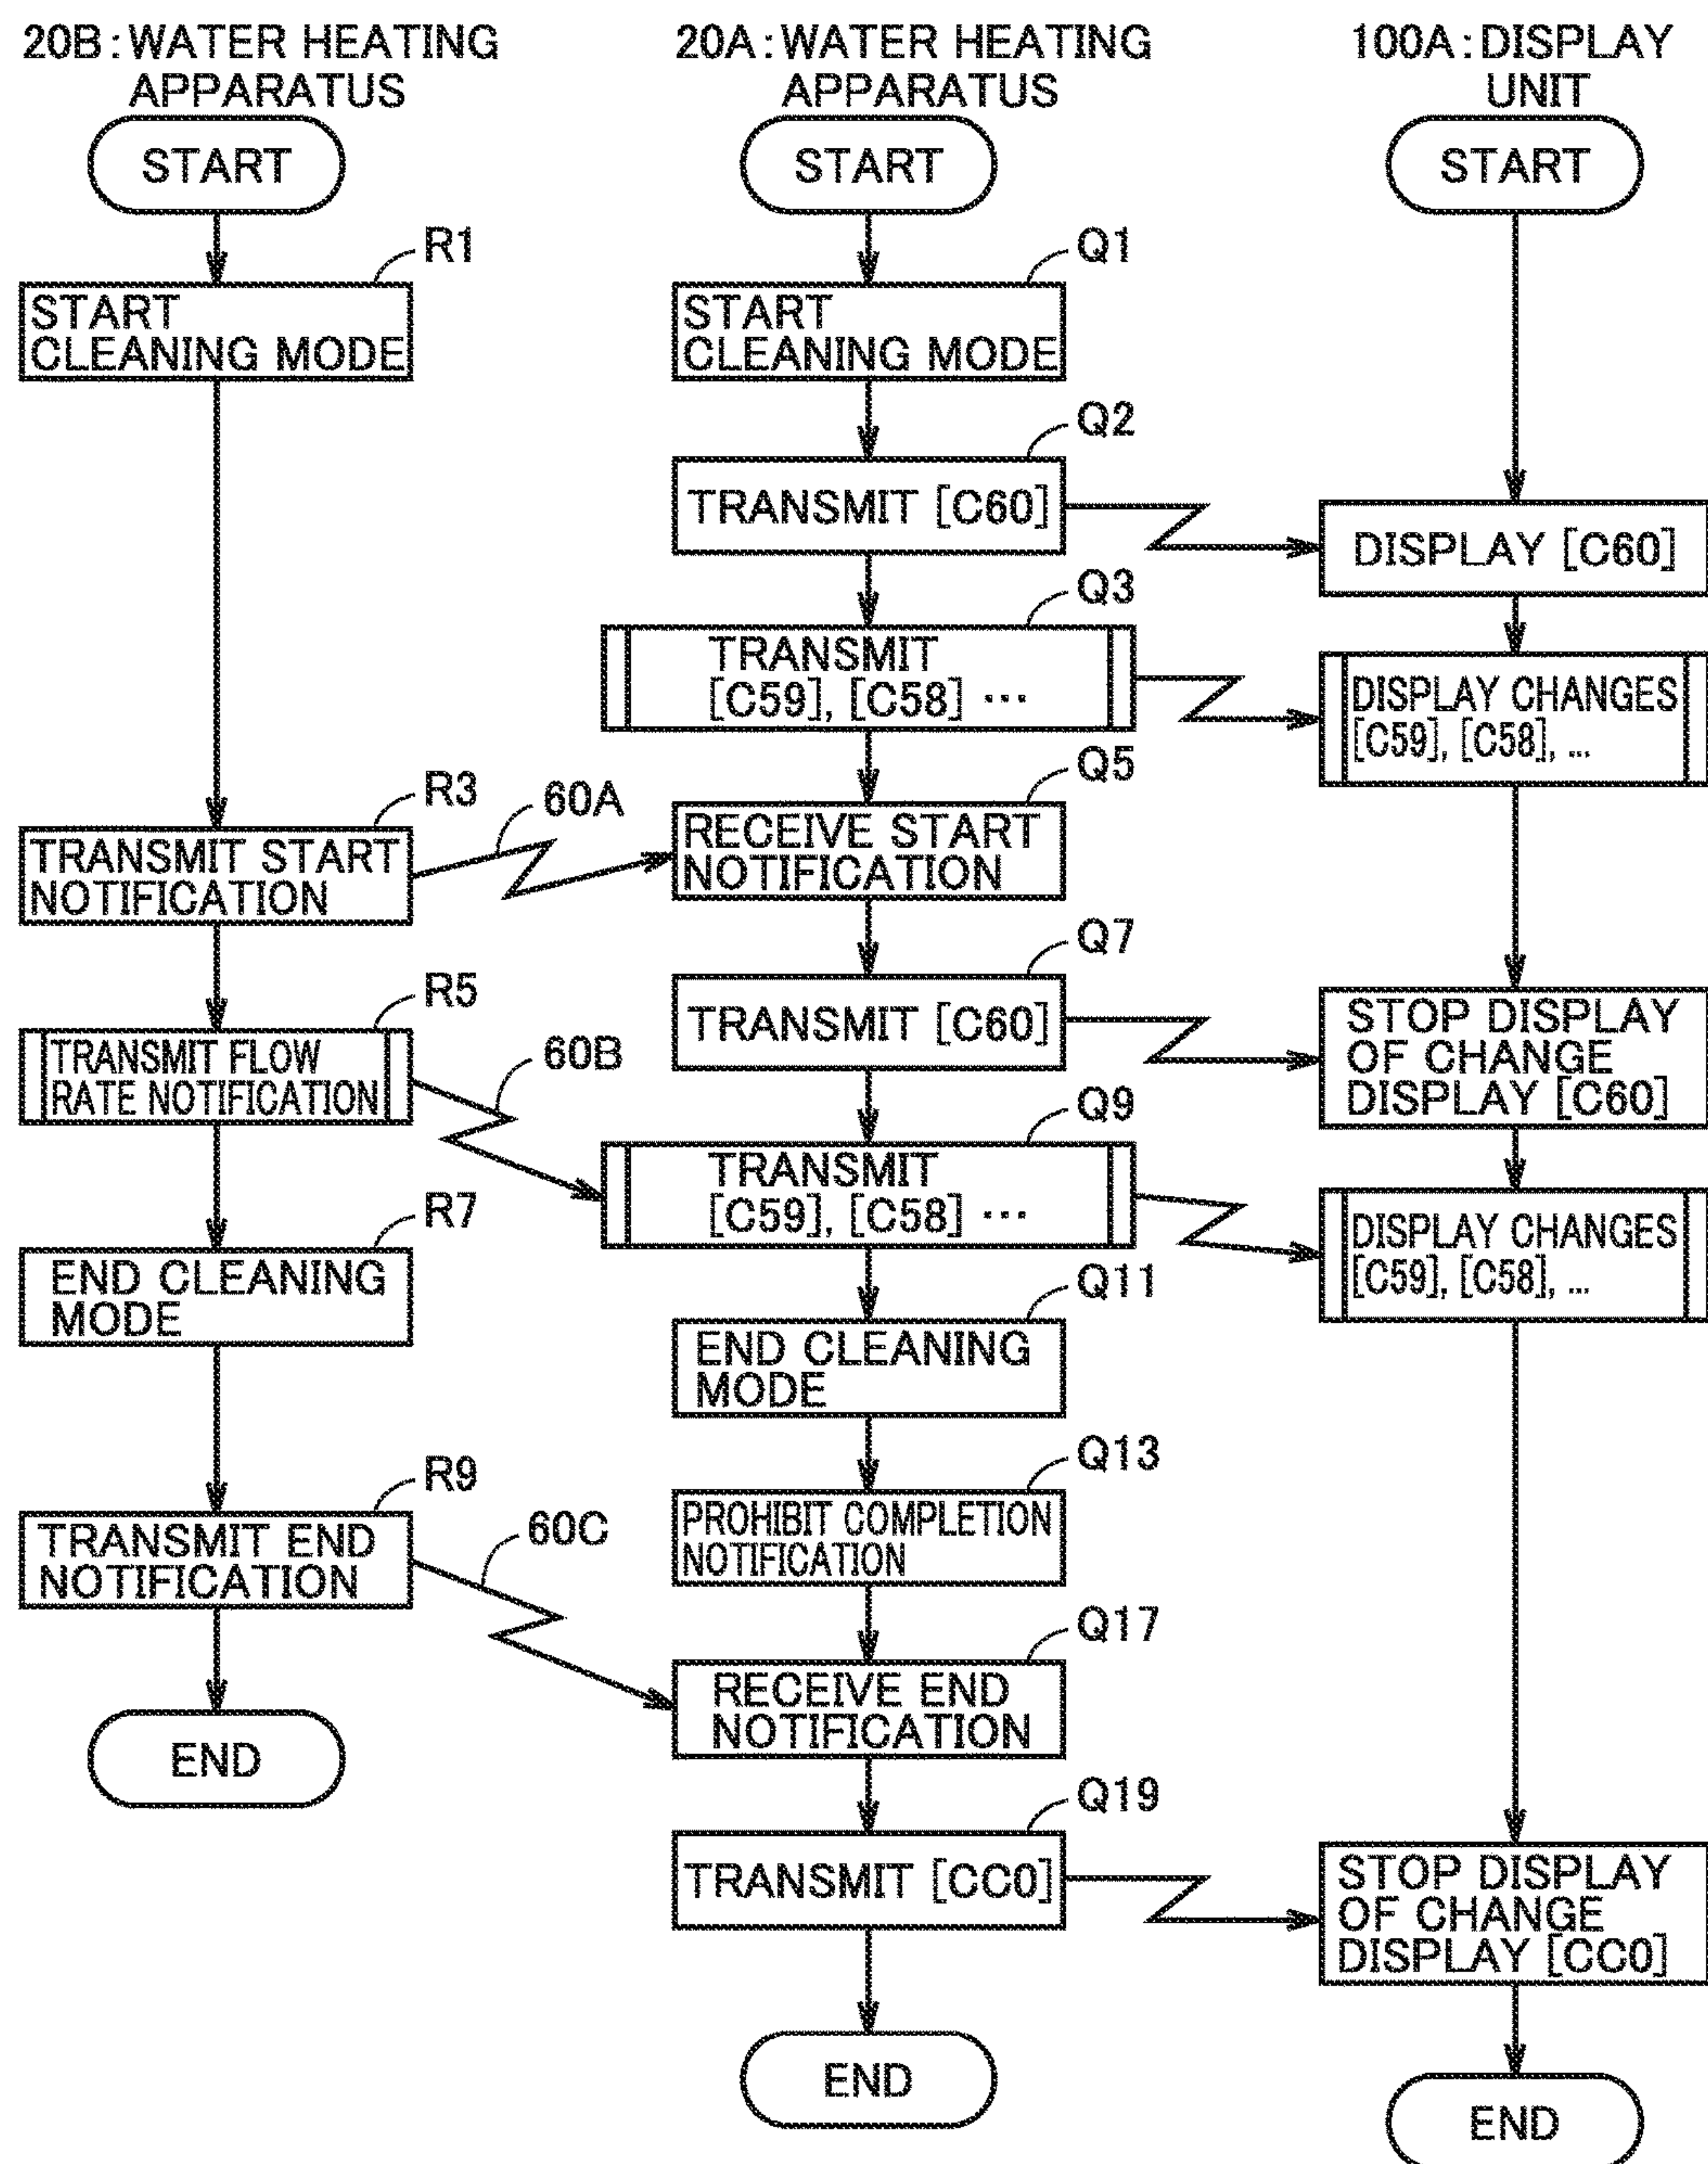 20B:WATER HEATING
APPARATUS
START
R1
START
CLEANING MODE
R3
TRANSMIT START
NOTIFICATION
60A
R5
TRANSMIT FLOW
RATE NOTIFICATION
60B
R7
END CLEANING
MODE
R9
TRANSMIT END
NOTIFICATION
60C
END
20A:WATER HEATING
APPARATUS
START
Q1
START
CLEANING MODE
Q2
TRANSMIT [C60]
Q3
TRANSMIT
[C59], [C58] ···
Q5
RECEIVE START
NOTIFICATION
Q7
TRANSMIT [C60]
Q9
TRANSMIT
[C59], [C58] ···
Q11
END CLEANING
MODE
Q13
PROHIBIT COMPLETION
NOTIFICATION
Q17
RECEIVE END
NOTIFICATION
Q19
TRANSMIT [CC0]
END
100A:DISPLAY
UNIT
START
DISPLAY [C60]
DISPLAY CHANGES
[C59], [C58], ...
STOP DISPLAY
OF CHANGE
DISPLAY [C60]
DISPLAY CHANGES
[C59], [C58], ...
STOP DISPLAY
OF CHANGE
DISPLAY [CC0]
END